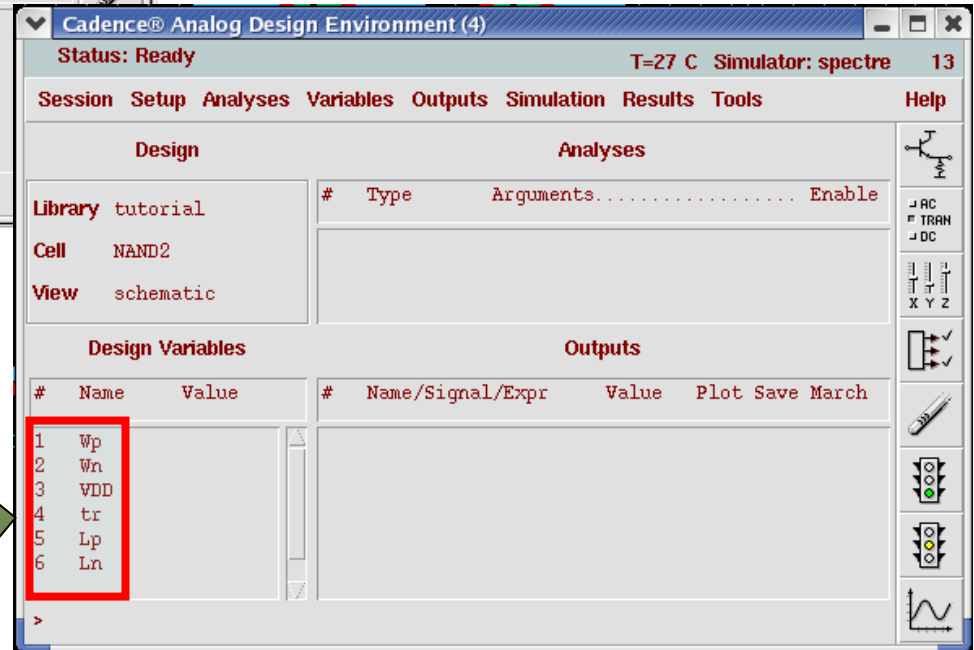 Cadence® Analog Design Environment (4)
Status: Ready T=27 C Simulator: spectre 13
Session Setup Analyses Variables Outputs Simulation Results Tools Help
Design
Library tutorial
Cell NAND2
View schematic
Analyses
# Type Arguments.................. Enable
Design Variables
# Name Value
1 Wp
2 Wn
3 VDD
4 tr
5 Lp
6 Ln
Outputs
# Name/Signal/Expr Value Plot Save March
>
AC
TRAN
DC
X Y Z